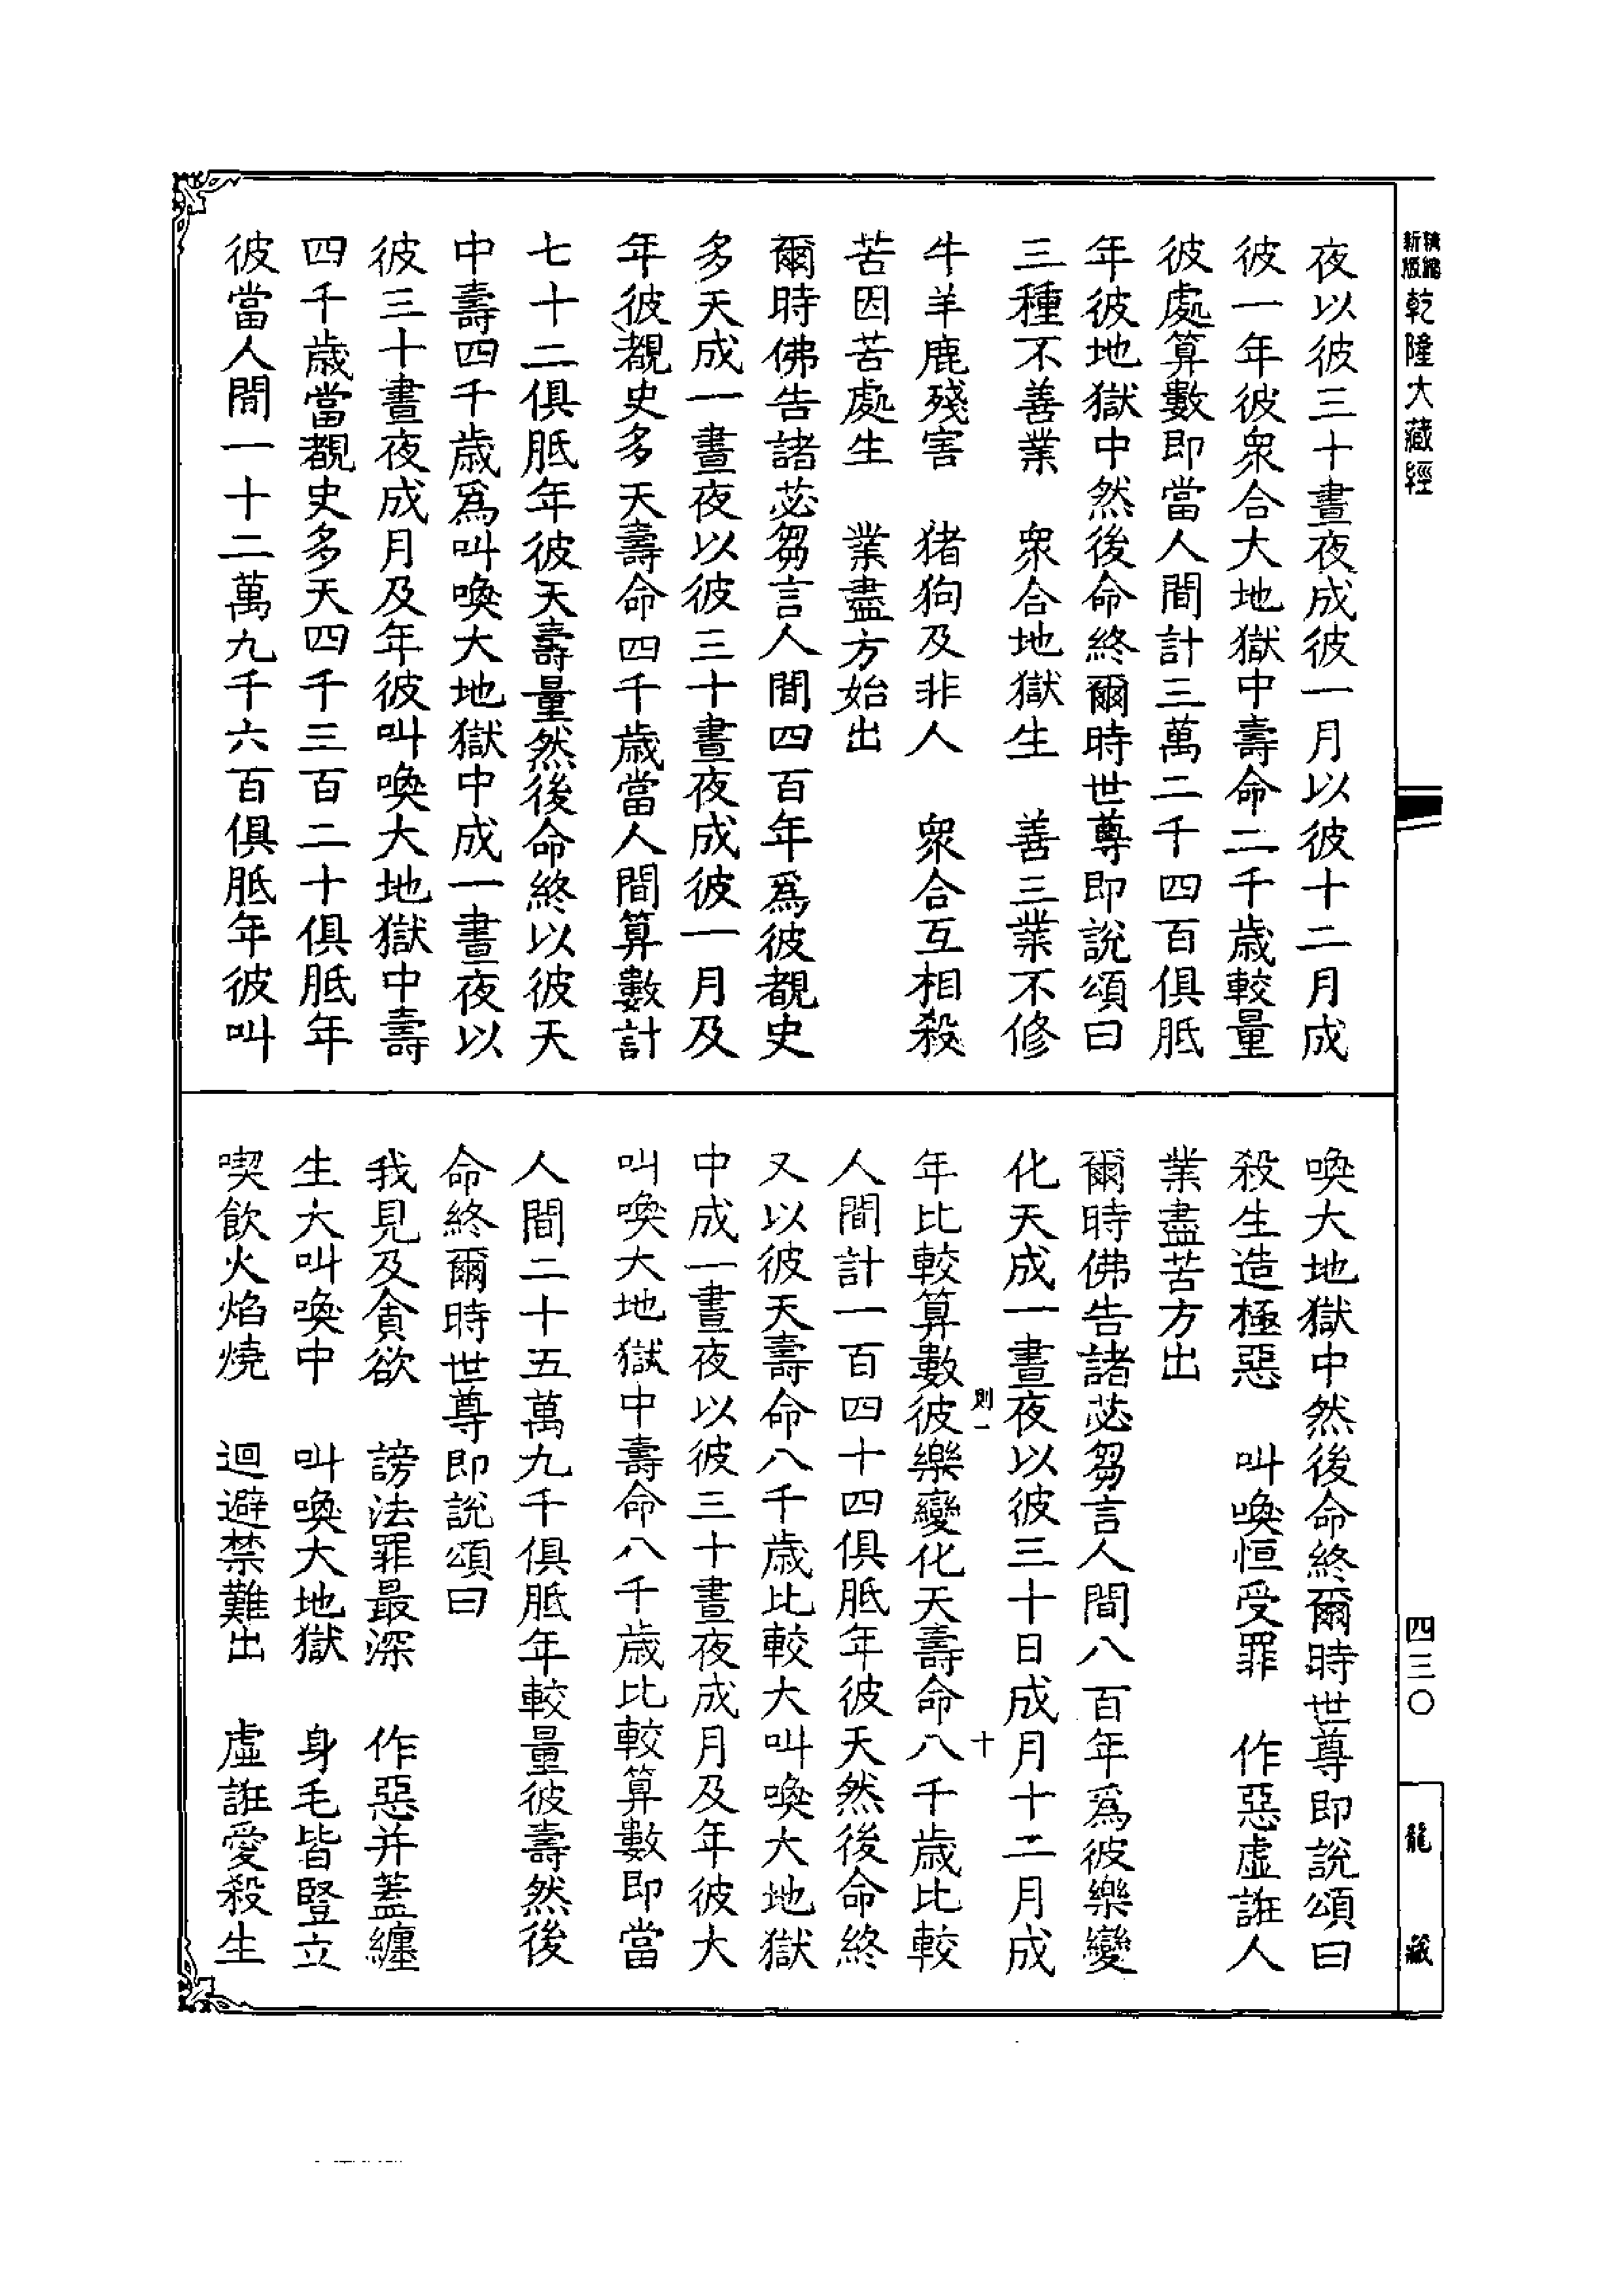 新版精縮乾隆大藏經
四三〇
龍藏
夜以彼三十晝夜成彼一月以彼十二月成
彼一年彼衆合大地獄中壽命二千歲較量
彼處算數即當人間計三萬二千四百俱胝
年彼地獄中然後命終爾時世尊即說頌曰
三種不善業　衆合地獄生　善三業不修
牛羊鹿殘害　猪狗及非人　衆合互相殺
苦因苦處生　業盡方始出
爾時佛告諸苾芻言人間四百年爲彼覩史
多天成一晝夜以彼三十晝夜成彼一月及
年彼覩史多天壽命四千歲當人間算數計
七十二俱胝年彼天壽量然後命終以彼天
中壽四千歲爲叫喚大地獄中成一晝夜以
彼三十晝夜成月及年彼叫喚大地獄中壽
四千歲當覩史多天四千三百二十俱胝年
彼當人間一十二萬九千六百俱胝年彼叫
喚大地獄中然後命終爾時世尊即說頌曰
殺生造極惡　叫喚恒受罪　作惡虛誑人
業盡苦方出
爾時佛告諸苾芻言人間八百年爲彼樂變
化天成一晝夜以彼三十日成月十二月成
則一　十
年比較算數彼樂變化天壽命八千歲比較
人間計一百四十四俱胝年彼天然後命終
又以彼天壽命八千歲比較大叫喚大地獄
中成一晝夜以彼三十晝夜成月及年彼大
叫喚大地獄中壽命八千歲比較算數即當
人間二十五萬九千俱胝年較量彼壽然後
命終爾時世尊即說頌曰
我見及貪欲　謗法罪最深　作惡并蓋纏
生大叫喚中　叫喚大地獄　身毛皆豎立
喫飲火焰燒　迴避禁難出　虛誑愛殺生